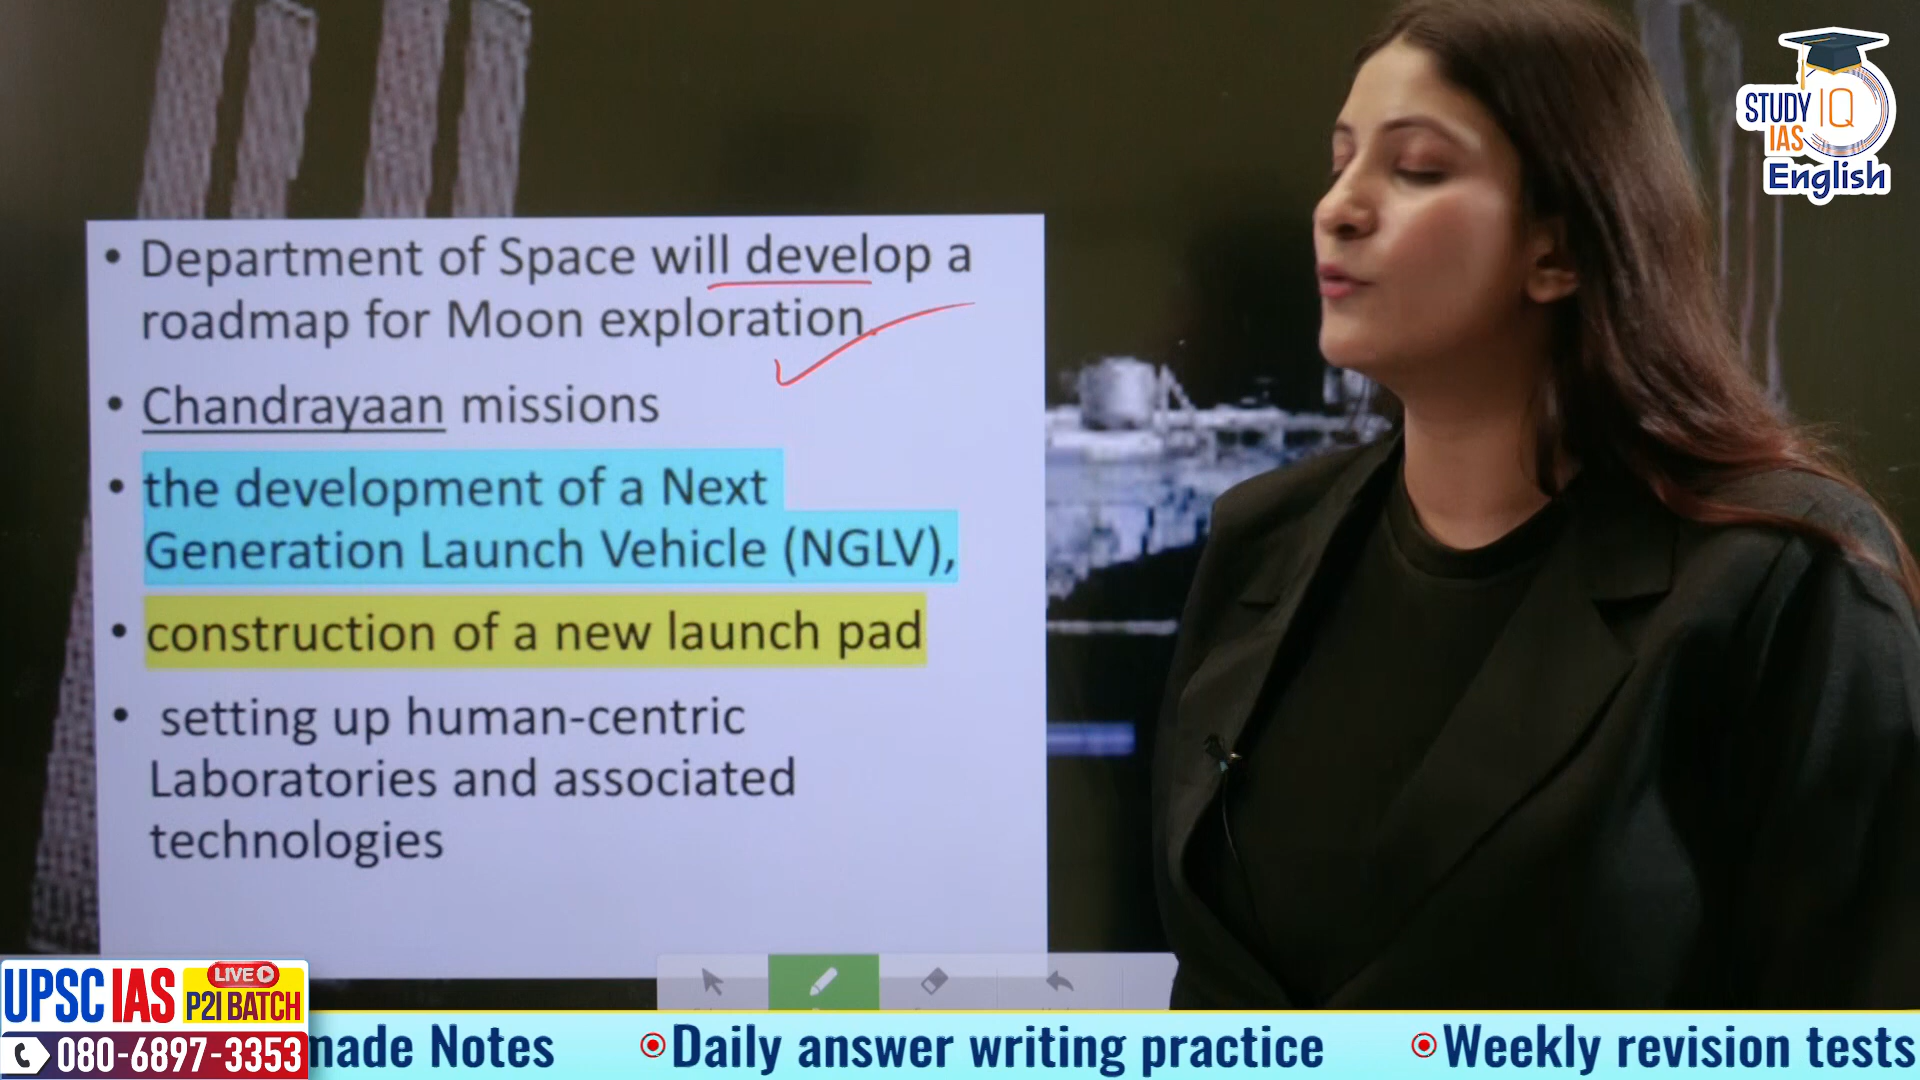 STUDY IQ
IAS
English
• Department of Space will develop a
roadmap for Moon exploration.
• Chandrayaan missions
• the development of a Next
Generation Launch Vehicle (NGLV),
• construction of a new launch pad
• setting up human-centric
Laboratories and associated
technologies
LIVE
UPSC IAS P2I BATCH
080-6897-3353
made Notes
Daily answer writing practice
Weekly revision tests